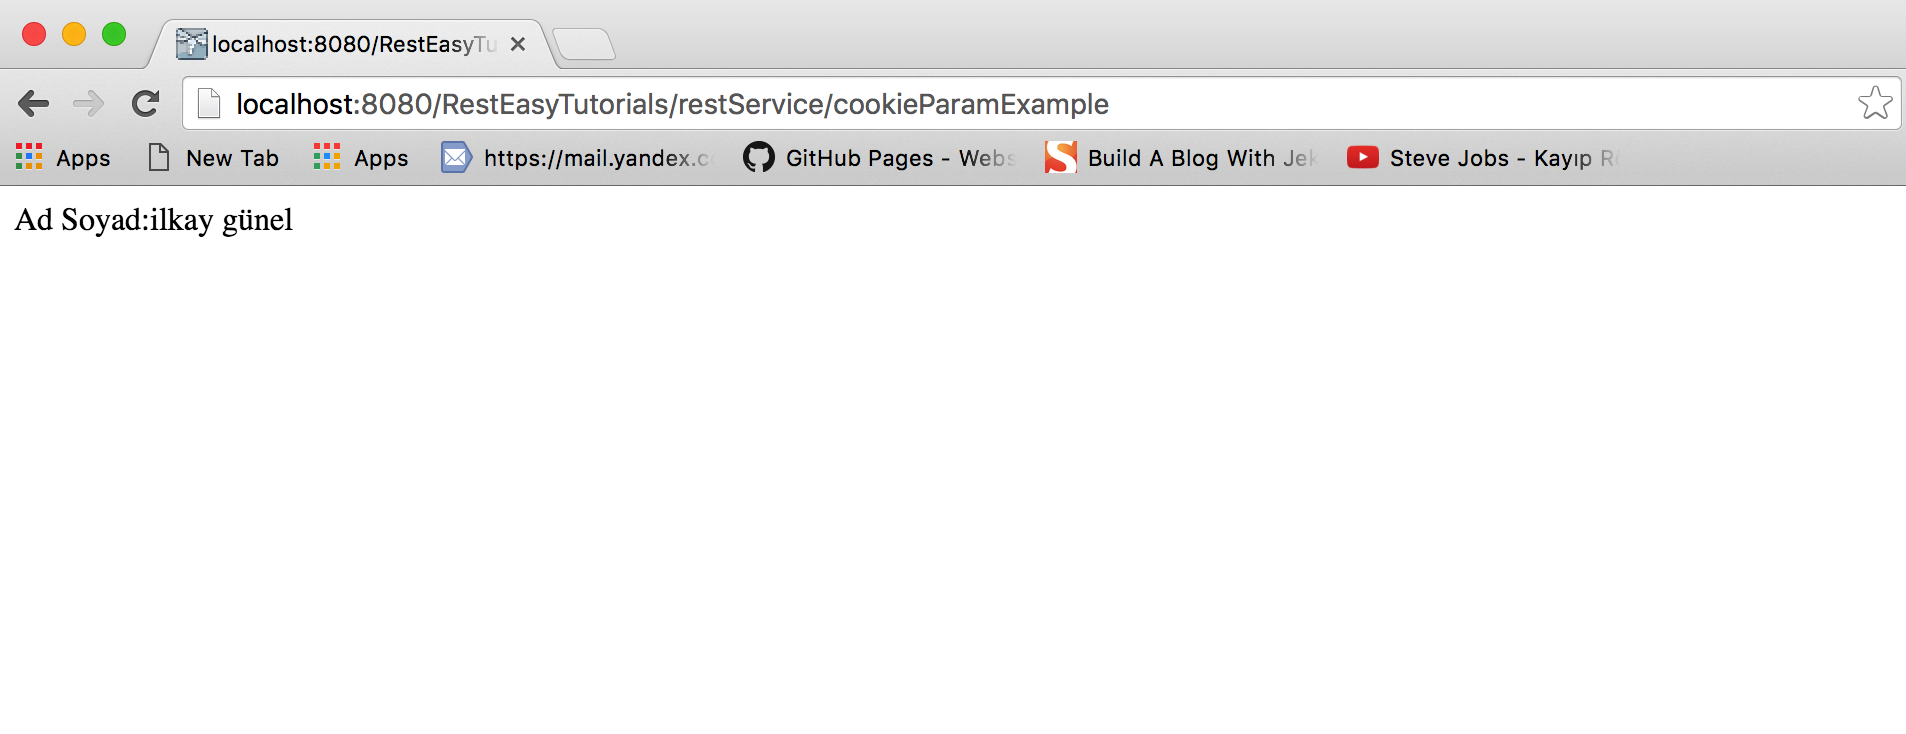 localhost:8080/RestEasyTu
localhost:8080/RestEasyTutorials/restService/cookieParamExample
Apps New Tab Apps https://mail.yandex.c GitHub Pages - Webs Build A Blog With Jek Steve Jobs - Kayıp R
Ad Soyad:ilkay günel